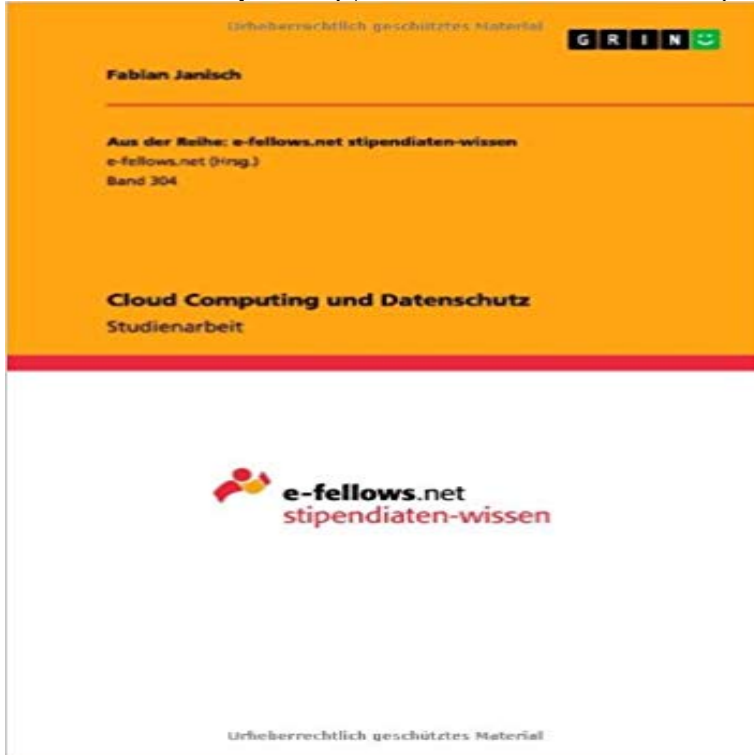 Urheberrechtlich geschütztes Material
GRIN
Fabian Janisch
Aus der Reihe: e-fellows.net stipendiaten-wissen
e-fellows.net (Hrsg.)
Band 304
Cloud Computing und Datenschutz
Studienarbeit
e-fellows.net
stipendiaten-wissen
Urheberrechtlich geschütztes Material